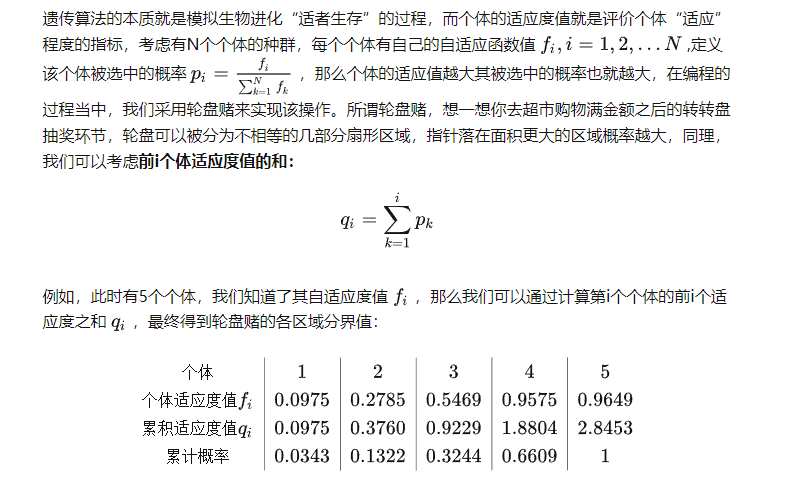 遗传算法的本质就是模拟生物进化“适者生存”的过程，而个体的适应度值就是评价个体“适应”
程度的指标，考虑有N个个体的种群，每个个体有自己的自适应函数值 $f_i, i = 1, 2, \ldots N$ ,定义
该个体被选中的概率 $p_i = \frac{f_i}{\sum_{k=1}^{N} f_k}$ ，那么个体的适应值越大其被选中的概率也就越大，在编程的
过程当中，我们采用轮盘赌来实现该操作。所谓轮盘赌，想一想你去超市购物满金额之后的转转盘
抽奖环节，轮盘可以被分为不相等的几部分扇形区域，指针落在面积更大的区域概率越大，同理，
我们可以考虑前i个体适应度值的和：
$q_i = \sum_{k=1}^{i} p_k$
例如，此时有5个个体，我们知道了其自适应度值 $f_i$ ，那么我们可以通过计算第i个个体的前i个适
应度之和 $q_i$ ，最终得到轮盘赌的各区域分界值：
个体 1 2 3 4 5
个体适应度值$f_i$ 0.0975 0.2785 0.5469 0.9575 0.9649
累积适应度值$q_i$ 0.0975 0.3760 0.9229 1.8804 2.8453
累计概率 0.0343 0.1322 0.3244 0.6609 1